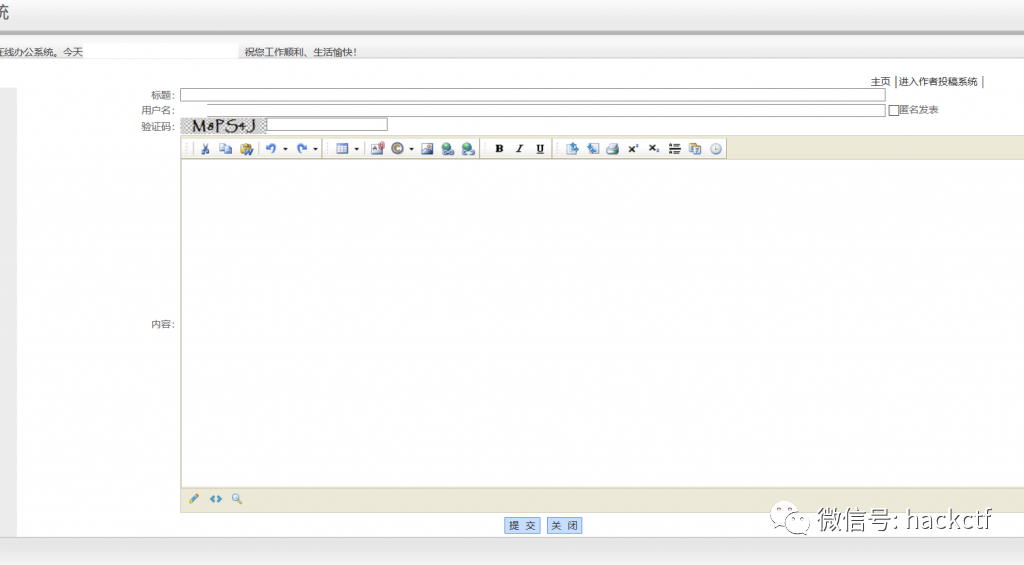 统
在线办公系统。今天 祝您工作顺利、生活愉快!
主页 | 进入作者投稿系统 |
标题:
用户名: 匿名发表
验证码: M8PS4J
B I U
内容:
提 交 关 闭
微信号: hackctf